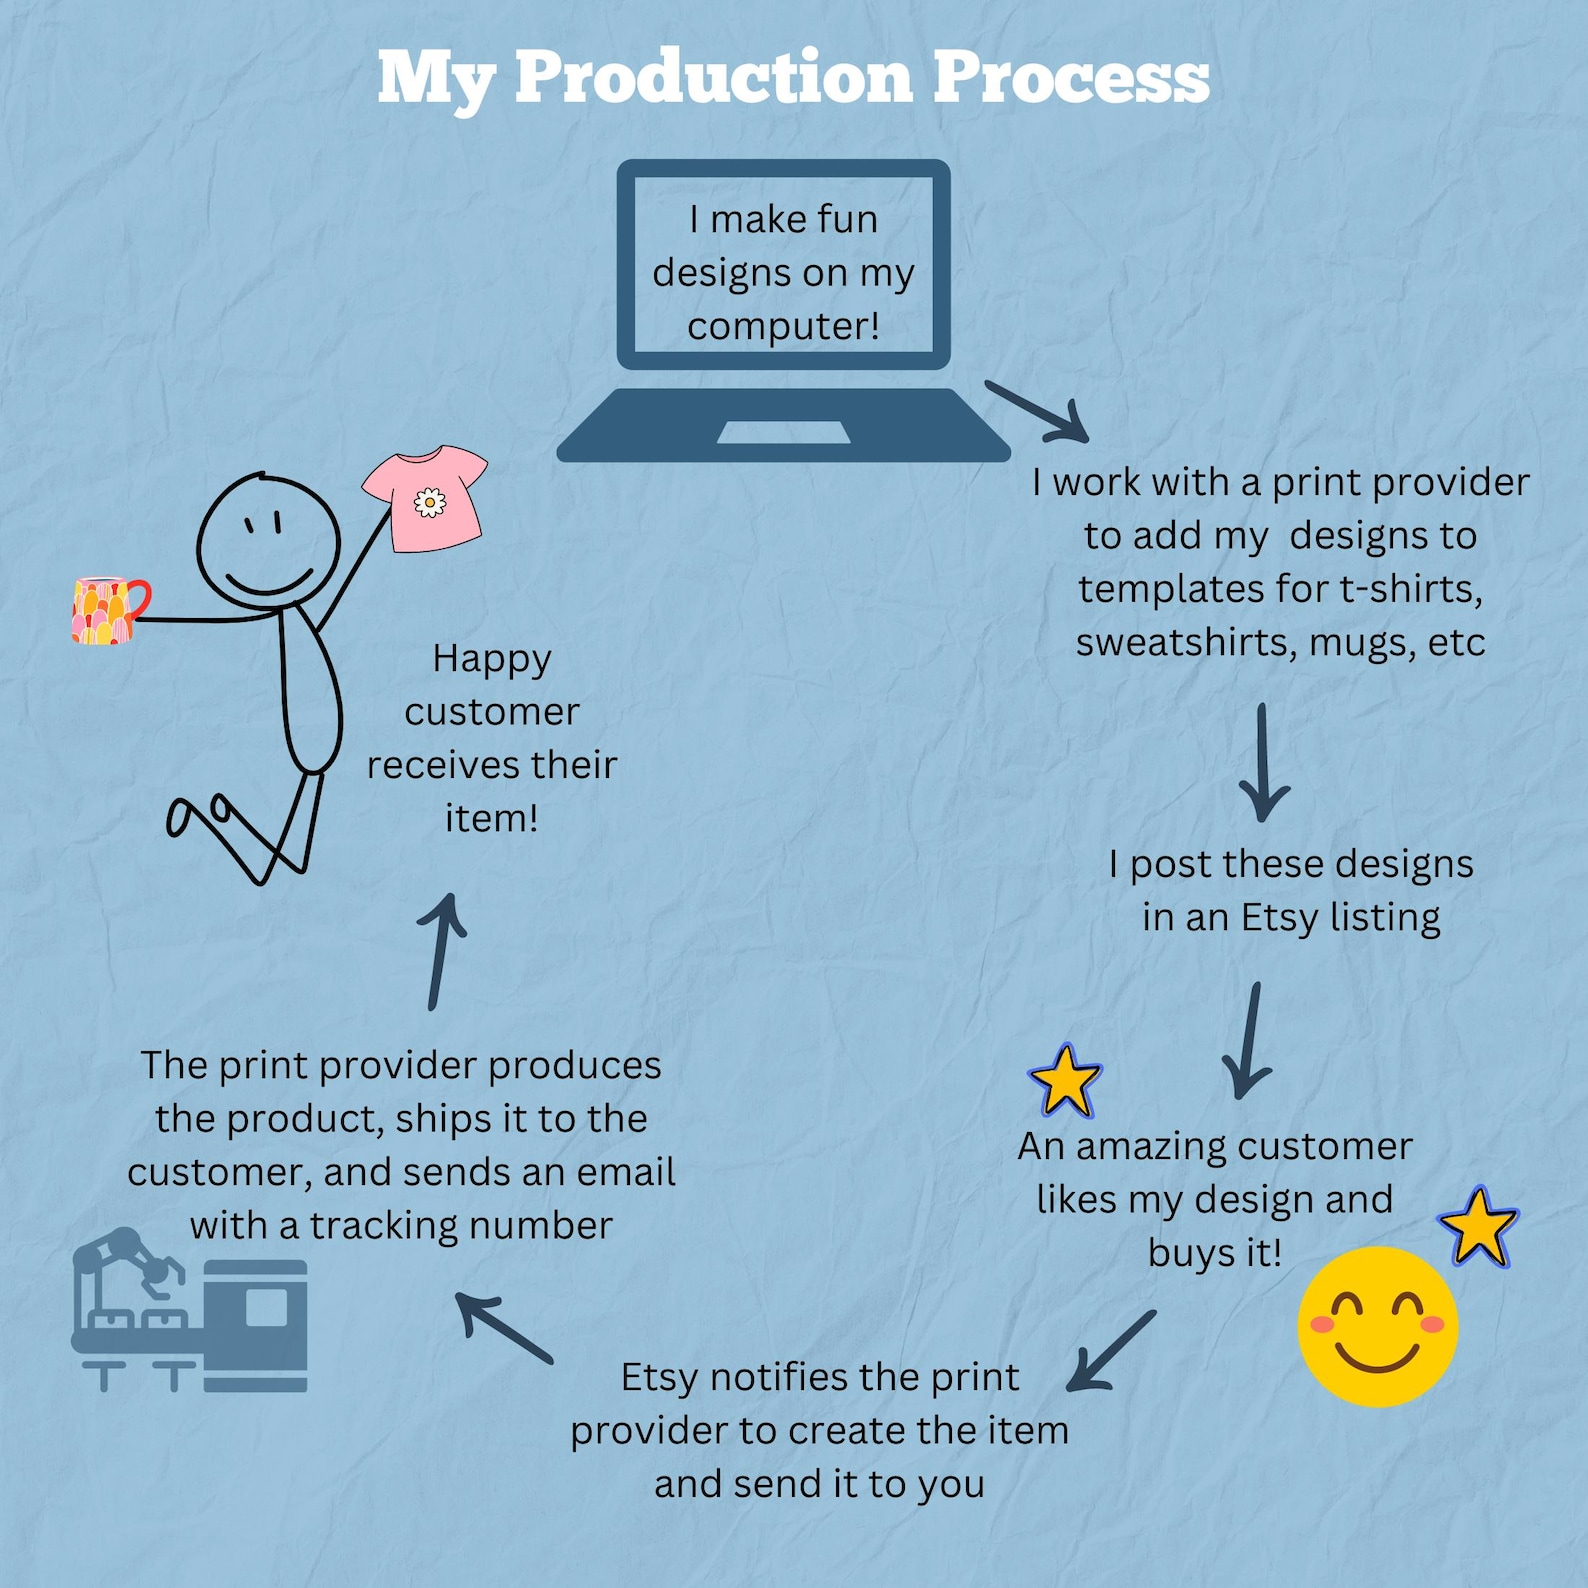 My Production Process
I make fun
designs on my
computer!
I work with a print provider
to add my designs to
templates for t-shirts,
sweatshirts, mugs, etc
I post these designs
in an Etsy listing
An amazing customer
likes my design and
buys it!
Etsy notifies the print
provider to create the item
and send it to you
The print provider produces
the product, ships it to the
customer, and sends an email
with a tracking number
Happy
customer
receives their
item!